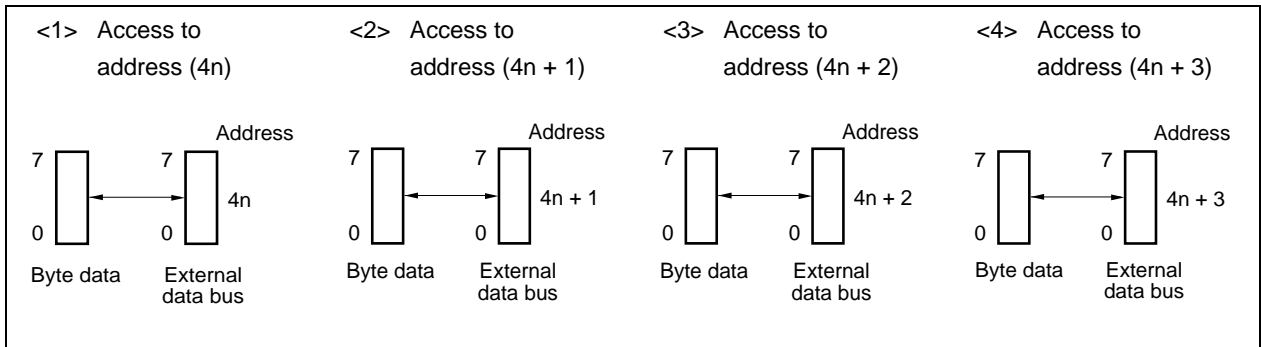 <1> Access to
address (4n)
Address
7
7
4n
0
0
Byte data
External
data bus
<2> Access to
address (4n + 1)
Address
7
7
4n + 1
0
0
Byte data
External
data bus
<3> Access to
address (4n + 2)
Address
7
7
4n + 2
0
0
Byte data
External
data bus
<4> Access to
address (4n + 3)
Address
7
7
4n + 3
0
0
Byte data
External
data bus